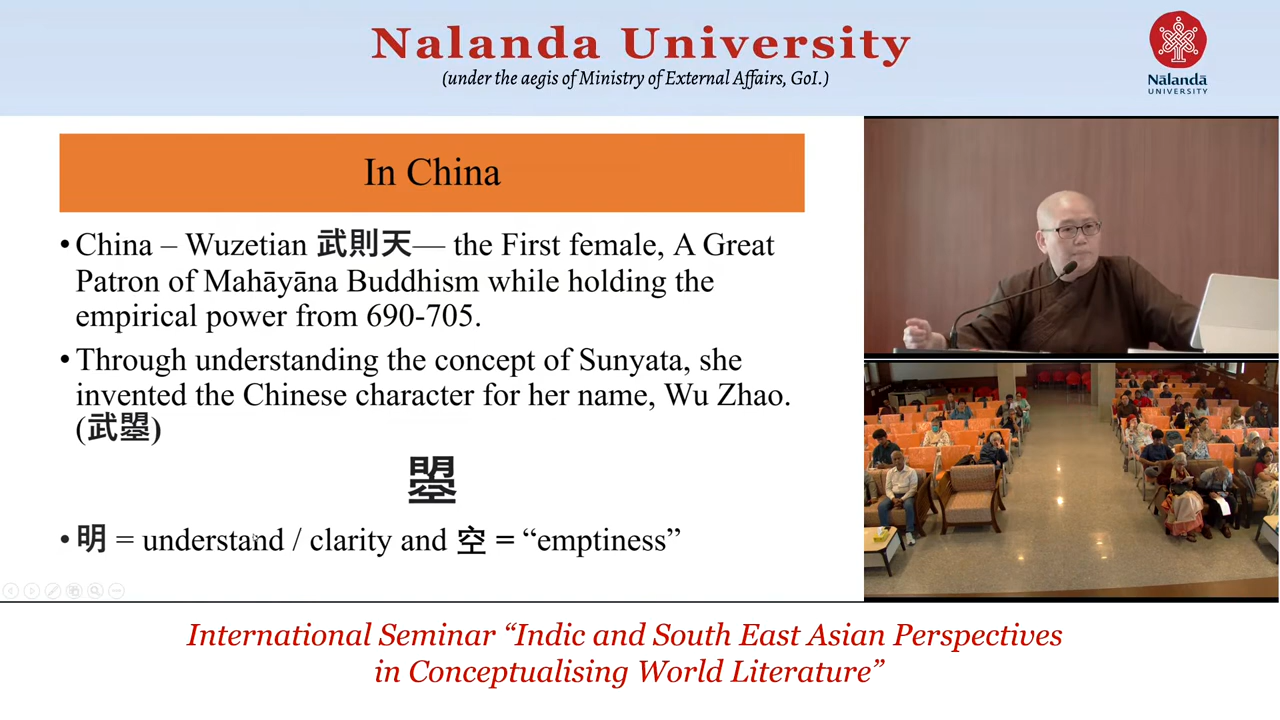 Nalanda University
(under the aegis of Ministry of External Affairs, GoI.)
Nālandā
UNIVERSITY
In China
•China – Wuzetian 武則天— the First female, A Great
Patron of Mahāyāna Buddhism while holding the
empirical power from 690-705.
•Through understanding the concept of Sunyata, she
invented the Chinese character for her name, Wu Zhao.
(武曌)
曌
•明 = understand / clarity and 空 = “emptiness”
International Seminar “Indic and South East Asian Perspectives
in Conceptualising World Literature”